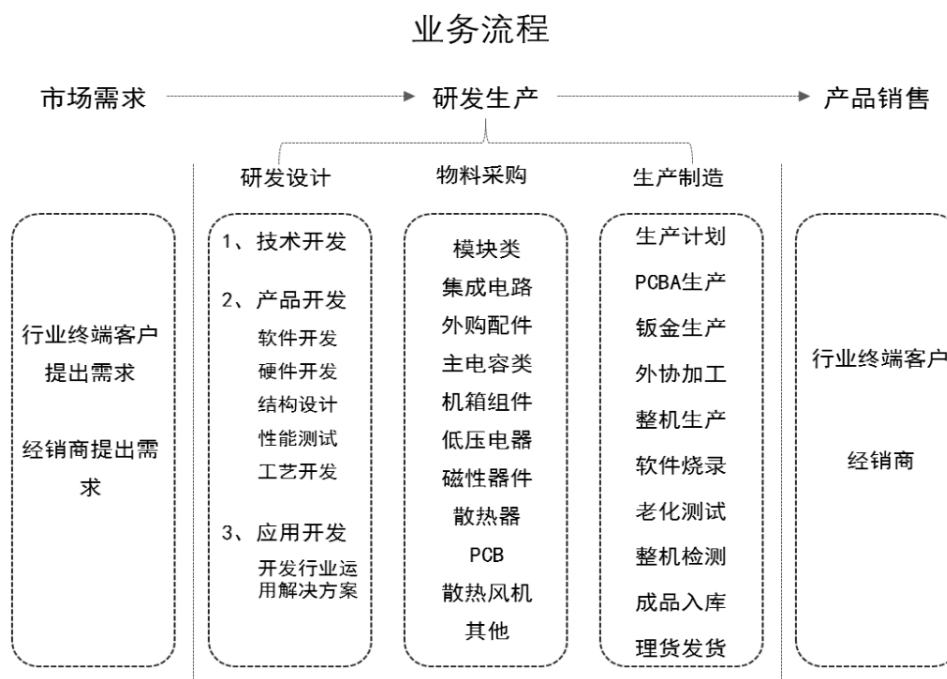 业务流程
市场需求
研发生产
产品销售
研发设计
物料采购
生产制造
行业终端客户
提出需求
经销商提出需
求
1、技术开发
2、产品开发
软件开发
硬件开发
结构设计
性能测试
工艺开发
3、应用开发
开发行业运
用解决方案
模块类
集成电路
外购配件
主电容类
机箱组件
低压电器
磁性器件
散热器
PCB
散热风机
其他
生产计划
PCBA生产
钣金生产
外协加工
整机生产
软件烧录
老化测试
整机检测
成品入库
理货发货
行业终端客户
经销商